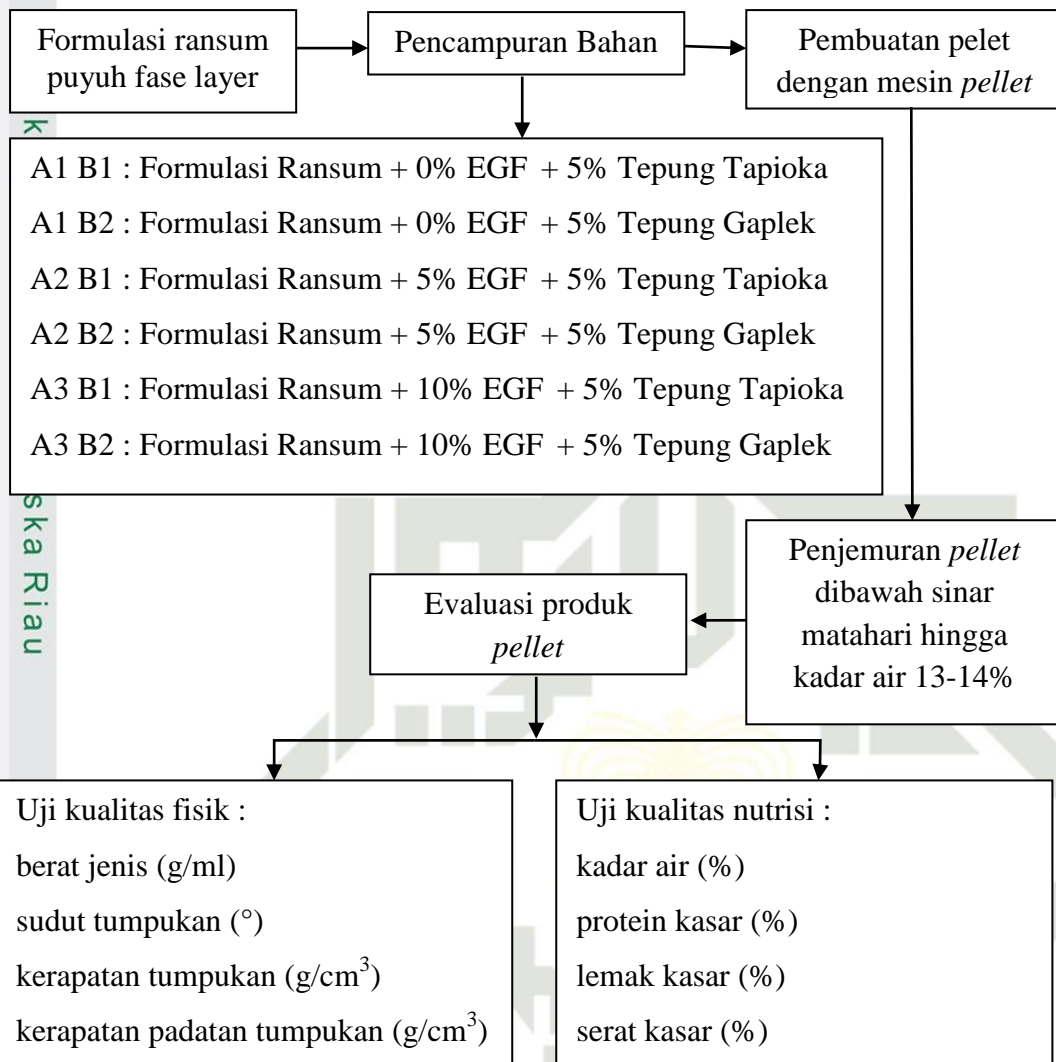 Formulasi ransum
puyuh fase layer
Pencampuran Bahan
Pembuatan pelet
dengan mesin pellet
A1 B1 : Formulasi Ransum + 0% EGF + 5% Tepung Tapioka
A1 B2 : Formulasi Ransum + 0% EGF + 5% Tepung Gaplek
A2 B1 : Formulasi Ransum + 5% EGF + 5% Tepung Tapioka
A2 B2 : Formulasi Ransum + 5% EGF + 5% Tepung Gaplek
A3 B1 : Formulasi Ransum + 10% EGF + 5% Tepung Tapioka
A3 B2 : Formulasi Ransum + 10% EGF + 5% Tepung Gaplek
k
ska Riau
Penjemuran pellet
dibawah sinar
matahari hingga
kadar air 13-14%
Evaluasi produk
pellet
Uji kualitas fisik :
berat jenis (g/ml)
sudut tumpukan (°)
kerapatan tumpukan (g/cm³)
kerapatan padatan tumpukan (g/cm³)
Uji kualitas nutrisi :
kadar air (%)
protein kasar (%)
lemak kasar (%)
serat kasar (%)